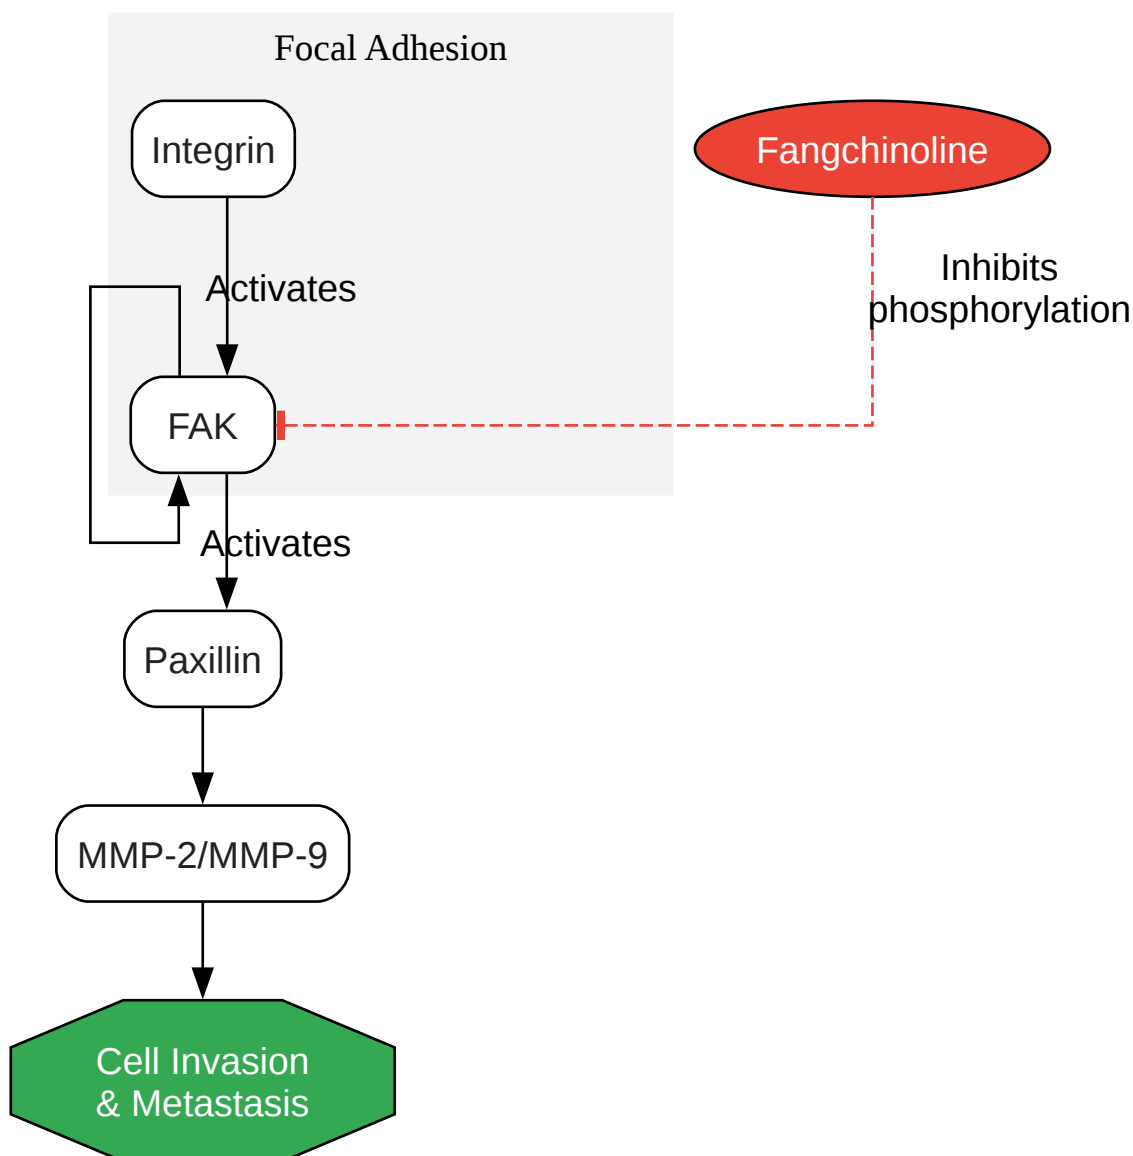 Focal Adhesion
Integrin
Fangchinoline
Activates
Inhibits
phosphorylation
FAK
Activates
Paxillin
MMP-2/MMP-9
Cell Invasion
& Metastasis